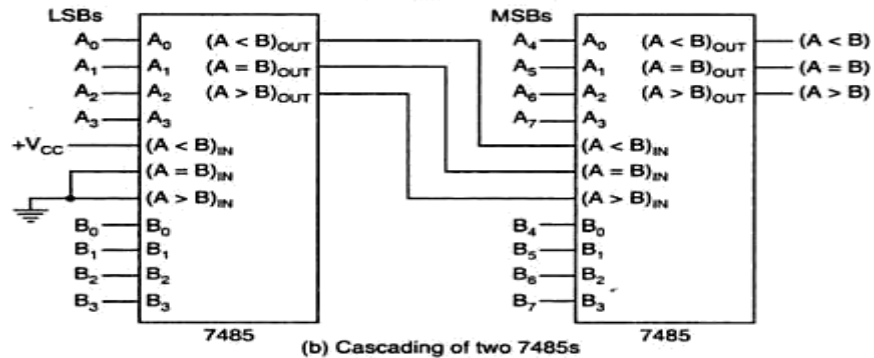 LSBs
MSBs
A₀ A₀ (A < B)OUT
A₁ A₁ (A = B)OUT
A₂ A₂ (A > B)OUT
A₃ A₃
+VCC (A < B)IN
(A = B)IN
(A > B)IN
B₀ B₀
B₁ B₁
B₂ B₂
B₃ B₃
7485
A₄ A₀ (A < B)OUT (A < B)
A₅ A₁ (A = B)OUT (A = B)
A₆ A₂ (A > B)OUT (A > B)
A₇ A₃
(A < B)IN
(A = B)IN
(A > B)IN
B₄ B₀
B₅ B₁
B₆ B₂
B₇ B₃
7485
(b) Cascading of two 7485s